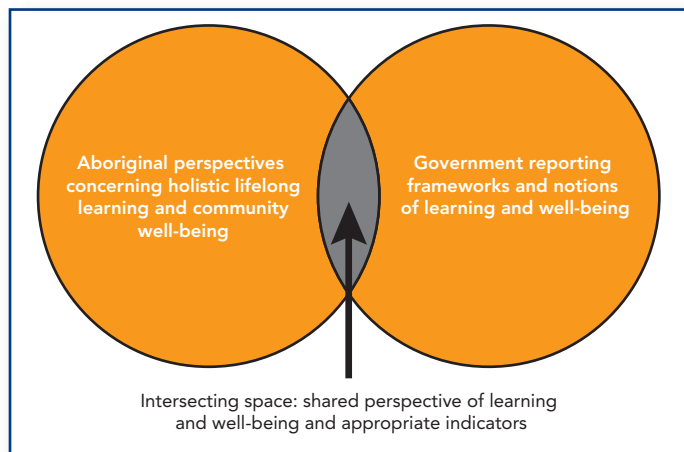 Aboriginal perspectives
concerning holistic lifelong
learning and community
well-being
Government reporting
frameworks and notions
of learning and well-being
Intersecting space: shared perspective of learning
and well-being and appropriate indicators